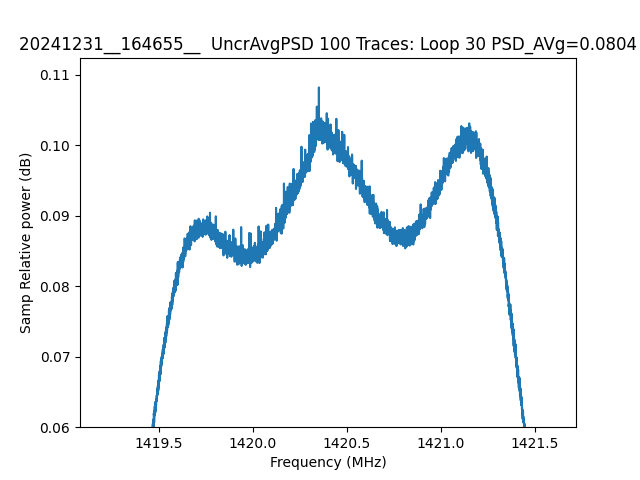 20241231__164655__ UncrAvgPSD 100 Traces: Loop 30 PSD_AVg=0.0804
0.11
0.10
0.09
0.08
0.07
0.06
Samp Relative power (dB)
1419.5 1420.0 1420.5 1421.0 1421.5
Frequency (MHz)